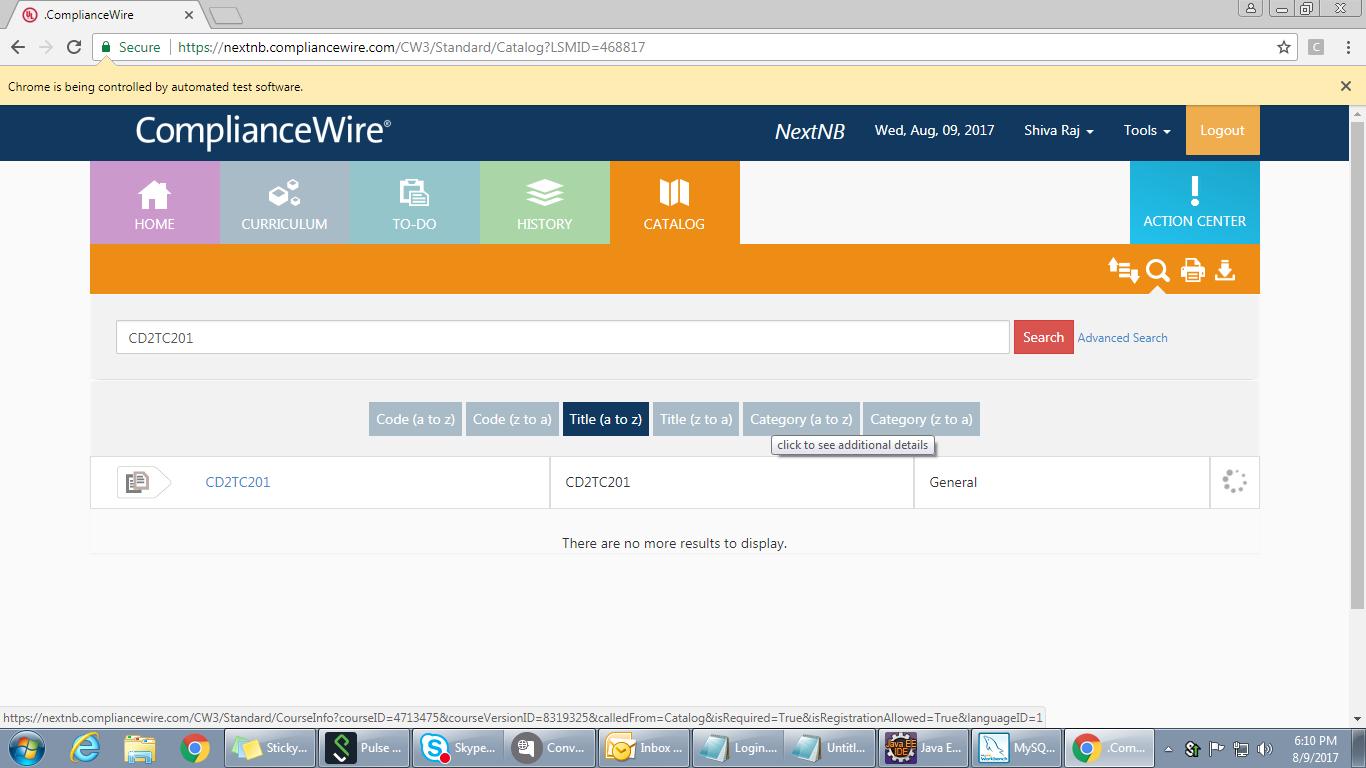 .ComplianceWire
Secure https://nextnb.compliancewire.com/CW3/Standard/Catalog?LSMID=468817
C
Chrome is being controlled by automated test software.
ComplianceWire® NextNB Wed, Aug, 09, 2017 Shiva Raj Tools Logout
HOME CURRICULUM TO-DO HISTORY CATALOG ACTION CENTER
CD2TC201 Search Advanced Search
Code (a to z) Code (z to a) Title (a to z) Title (z to a) Category (a to z) Category (z to a)
click to see additional details
CD2TC201 CD2TC201 General
There are no more results to display.
https://nextnb.compliancewire.com/CW3/Standard/CourseInfo?courseID=4713475&courseVersionID=8319325&calledFrom=Catalog&isRequired=True&isRegistrationAllowed=True&languageID=1
Sticky... Pulse ... Skype... Conv... Inbox ... Login.... Untitl... Java E... MySQ... .Com... 6:10 PM
8/9/2017